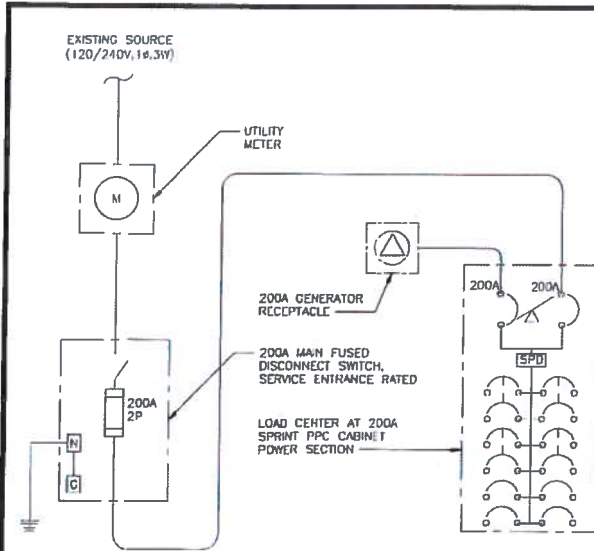 EXISTING SOURCE
(120/240V,1ø,3W)
UTILITY
METER
M
200A GENERATOR
RECEPTACLE
200A
200A
SPD
200A MAIN FUSED
DISCONNECT SWITCH,
SERVICE ENTRANCE RATED
200A
2P
N
G
LOAD CENTER AT 200A
SPRINT PPC CABINET
POWER SECTION